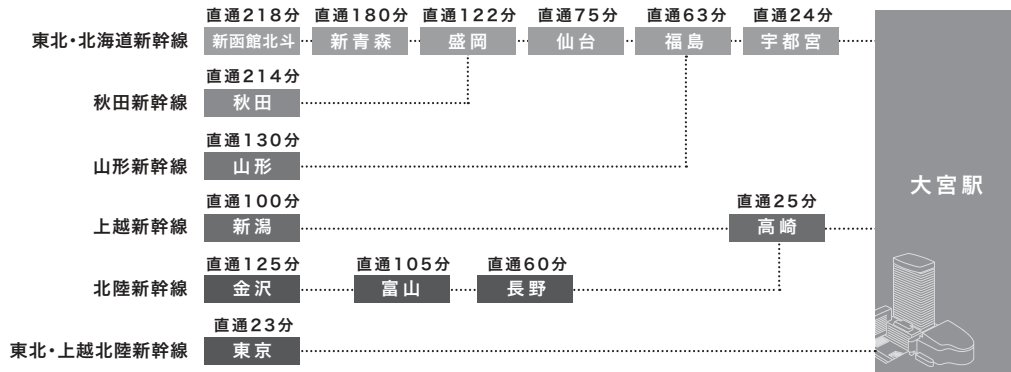 直通218分 直通180分 直通122分 直通75分 直通63分 直通24分
東北・北海道新幹線 新函館北斗 新青森 盛岡 仙台 福島 宇都宮
直通214分
秋田新幹線 秋田
直通130分
山形新幹線 山形
大宮駅
直通100分 直通25分
上越新幹線 新潟 高崎
直通125分 直通105分 直通60分
北陸新幹線 金沢 富山 長野
直通23分
東北・上越北陸新幹線 東京